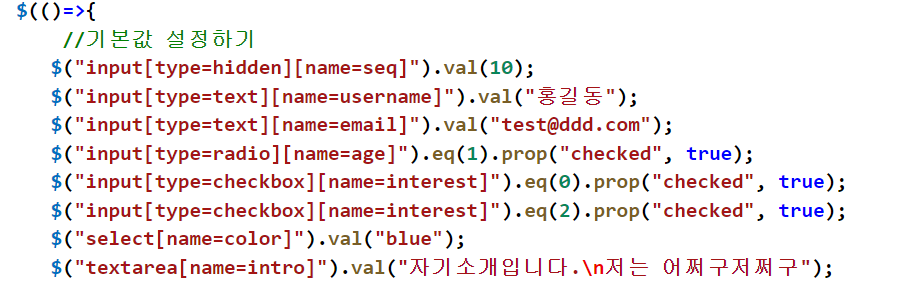 $(()=>{
//기본값 설정하기
$("input[type=hidden][name=seq]").val(10);
$("input[type=text][name=username]").val("홍길동");
$("input[type=text][name=email]").val("test@ddd.com");
$("input[type=radio][name=age]").eq(1).prop("checked", true);
$("input[type=checkbox][name=interest]").eq(0).prop("checked", true);
$("input[type=checkbox][name=interest]").eq(2).prop("checked", true);
$("select[name=color]").val("blue");
$("textarea[name=intro]").val("자기소개입니다.\n저는 어쩌구저쩌구");